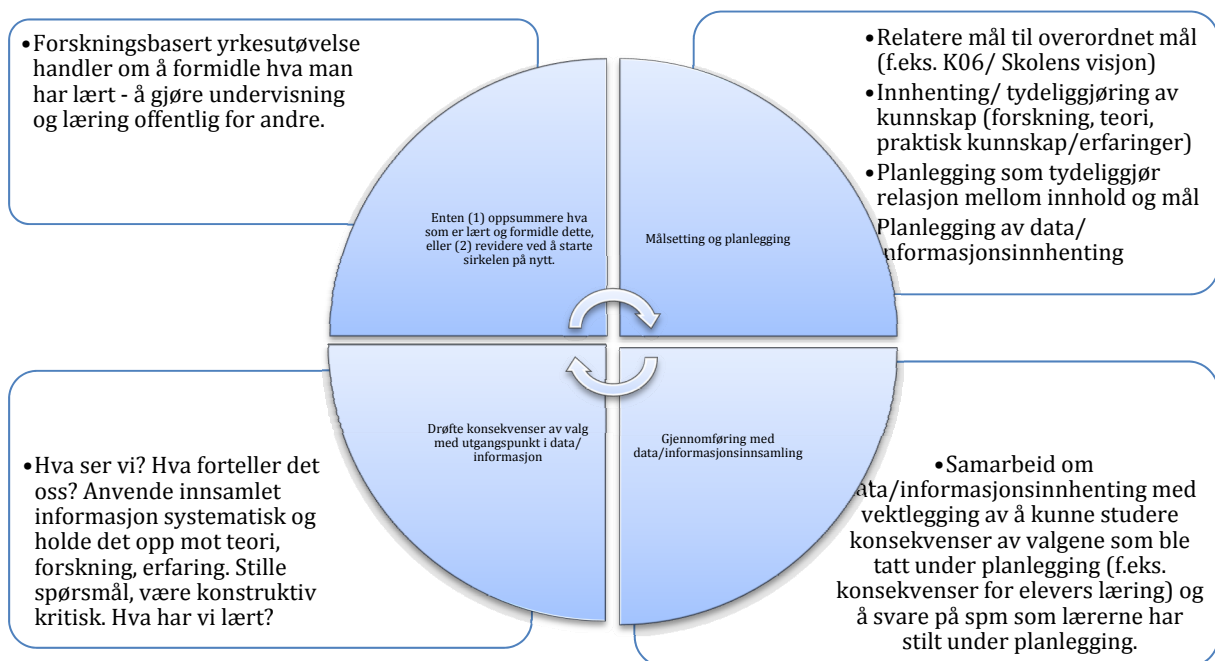 •Forskningsbasert yrkesutøvelse
handler om å formidle hva man
har lært - å gjøre undervisning
og læring offentlig for andre.
•Relatere mål til overordnet mål
(f.eks. K06/ Skolens visjon)
•Innhenting/ tydeliggjøring av
kunnskap (forskning, teori,
praktisk kunnskap/erfaringer)
•Planlegging som tydeliggjør
relasjon mellom innhold og mål
Planlegging av data/
nformasjonsinnhenting
Enten (1) oppsummere hva
som er lært og formidle dette,
eller (2) revidere ved å starte
sirkelen på nytt.
Målsetting og planlegging
Drøfte konsekvenser av valg
med utgangspunkt i data/
informasjon
Gjennomføring med
data/informasjonsinnsamling
•Hva ser vi? Hva forteller det
oss? Anvende innsamlet
informasjon systematisk og
holde det opp mot teori,
forskning, erfaring. Stille
spørsmål, være konstruktiv
kritisk. Hva har vi lært?
•Samarbeid om
ata/informasjonsinnhenting med
vektlegging av å kunne studere
konsekvenser av valgene som ble
tatt under planlegging (f.eks.
konsekvenser for elevers læring) og
å svare på spm som lærerne har
stilt under planlegging.